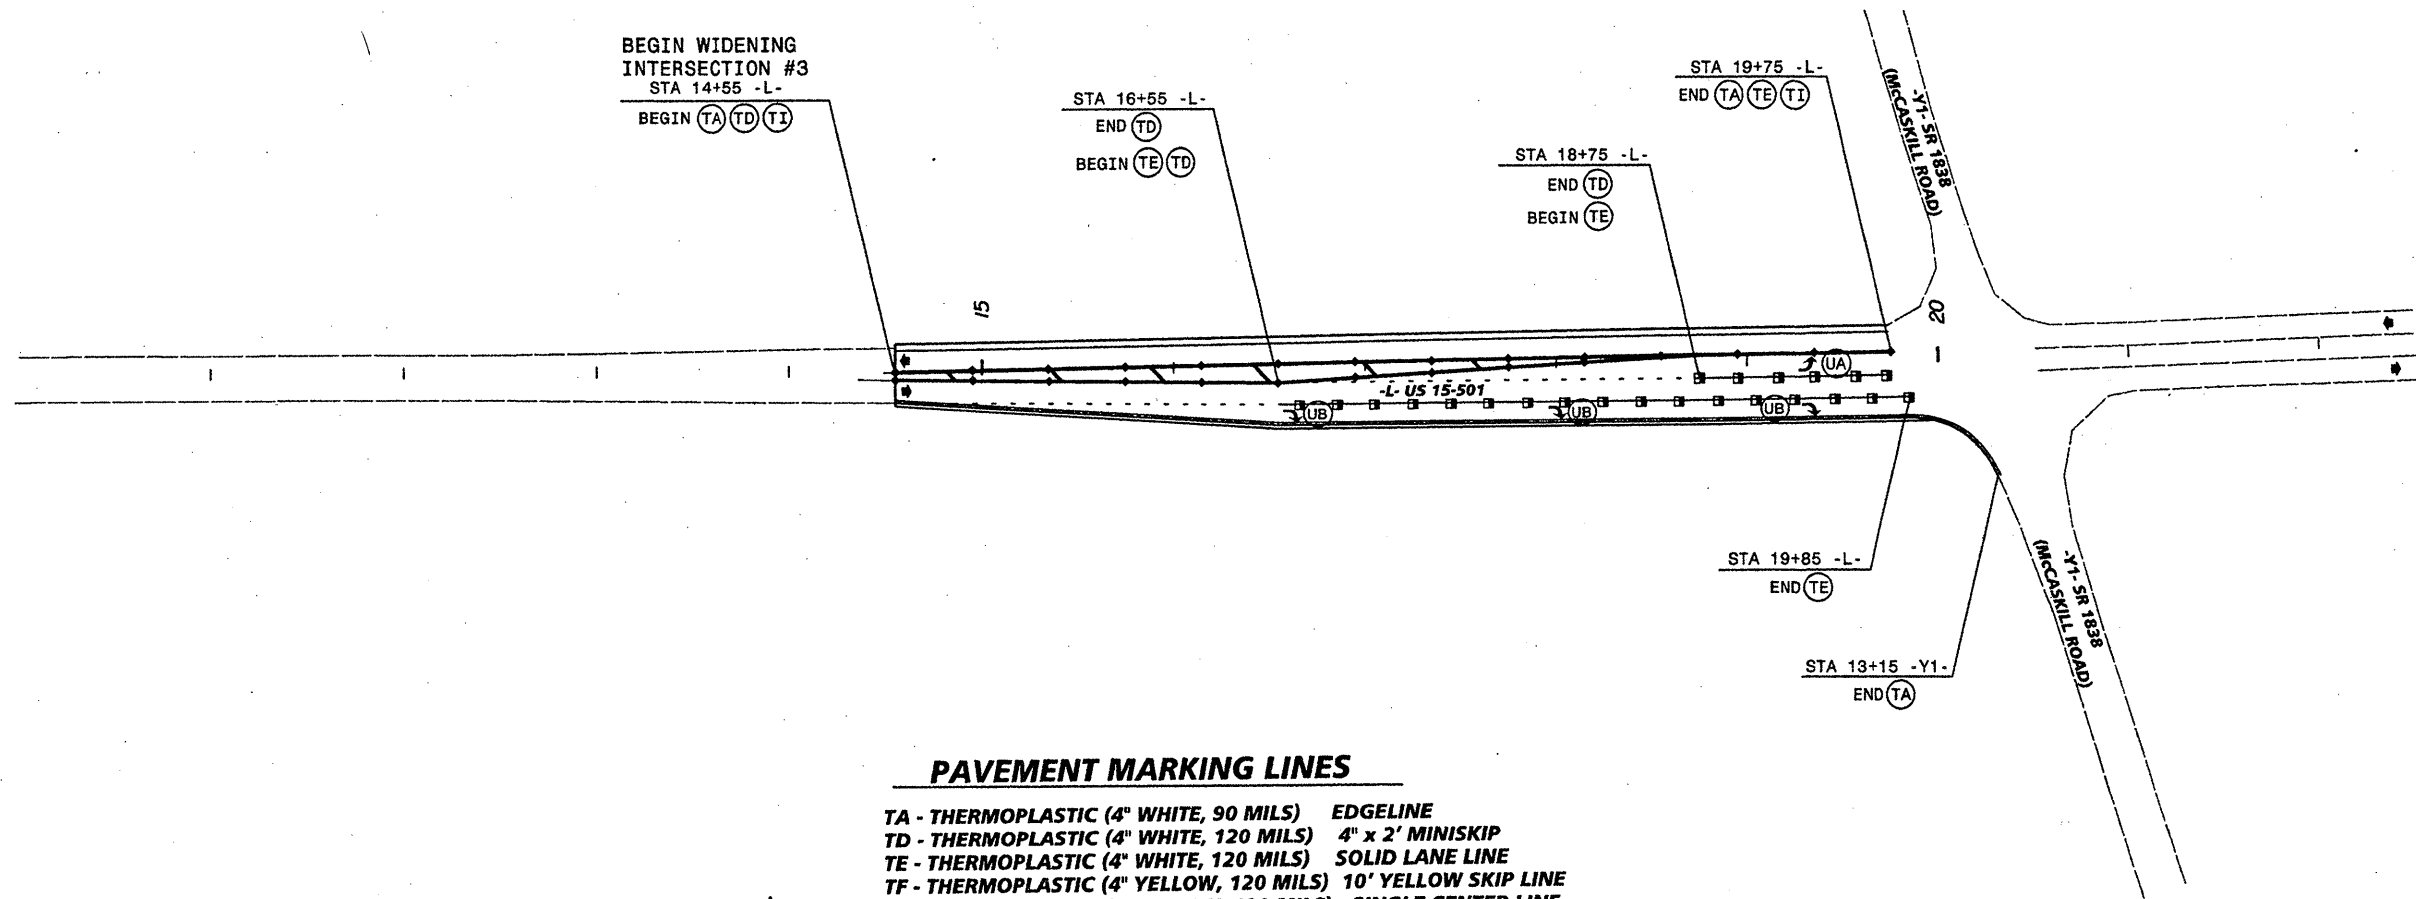 BEGIN WIDENING
INTERSECTION #3
STA 14+55 -L-
BEGIN TA TD TI
STA 16+55 -L-
END TD
BEGIN TE TD
STA 18+75 -L-
END TD
BEGIN TE
STA 19+75 -L-
END TA TE TI
-Y1- SR 1838
(McCASKILL ROAD)
15
20
UA
-L- US 15-501
UB
UB
UB
STA 19+85 -L-
END TE
-Y1- SR 1838
(McCASKILL ROAD)
STA 13+15 -Y1-
END TA
PAVEMENT MARKING LINES
TA - THERMOPLASTIC (4" WHITE, 90 MILS) EDGELINE
TD - THERMOPLASTIC (4" WHITE, 120 MILS) 4" x 2' MINISKIP
TE - THERMOPLASTIC (4" WHITE, 120 MILS) SOLID LANE LINE
TF - THERMOPLASTIC (4" YELLOW, 120 MILS) 10' YELLOW SKIP LINE